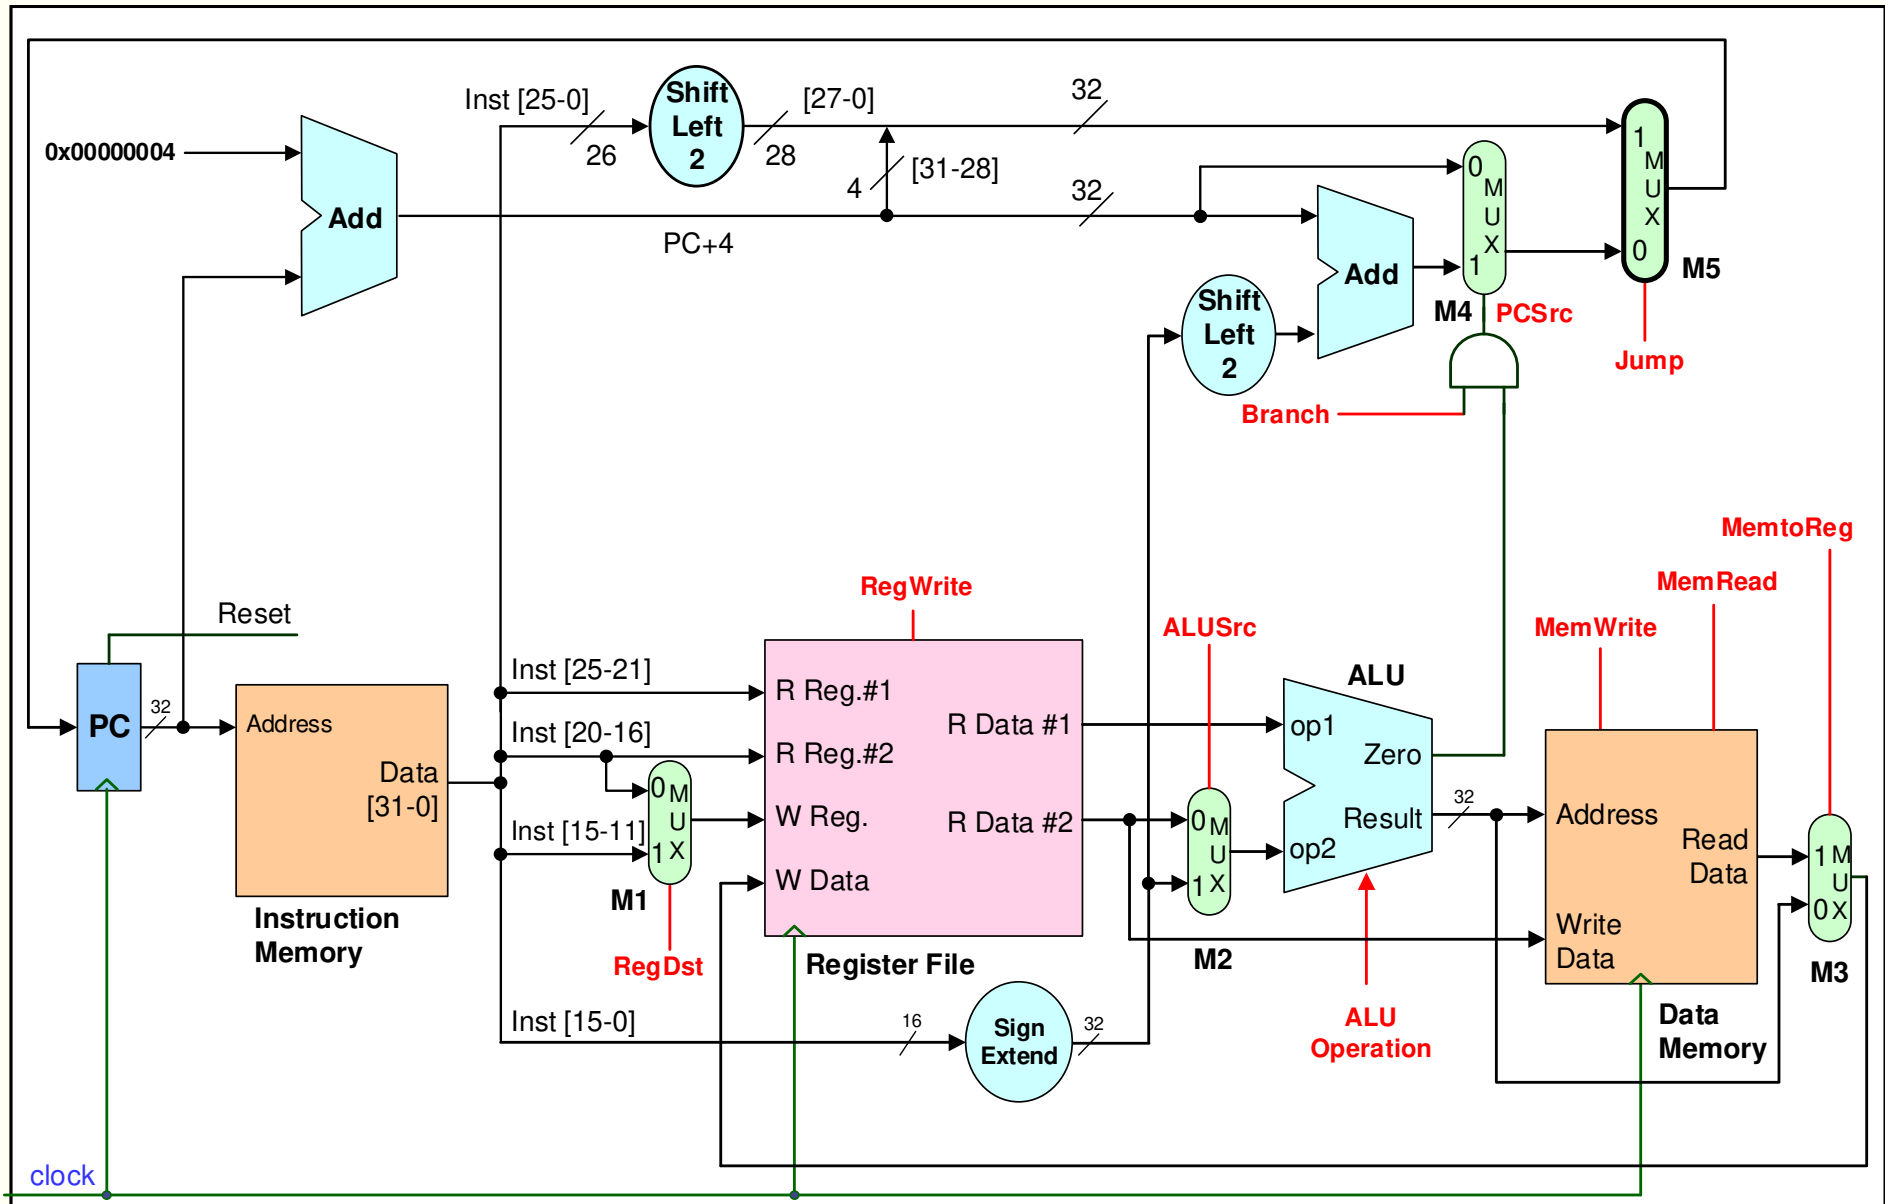 Inst [25-0]
26
Shift
Left
2
[27-0]
28
32
0x00000004
Add
4
[31-28]
32
PC+4
0
M
U
X
1
M4
PCSrc
1
M
U
X
0
M5
Jump
Add
Shift
Left
2
Branch
MemtoReg
MemRead
MemWrite
RegWrite
ALUSrc
Reset
PC
32
Address
Data
[31-0]
Instruction
Memory
Inst [25-21]
Inst [20-16]
Inst [15-11]
0
M
U
1 X
M1
RegDst
R Reg.#1
R Reg.#2
W Reg.
W Data
R Data #1
R Data #2
Register File
0
M
U
1 X
M2
ALU
op1
Zero
Result
op2
32
ALU
Operation
Address
Read
Data
Write
Data
Data
Memory
1 M
U
0 X
M3
Inst [15-0]
16
Sign
Extend
32
clock